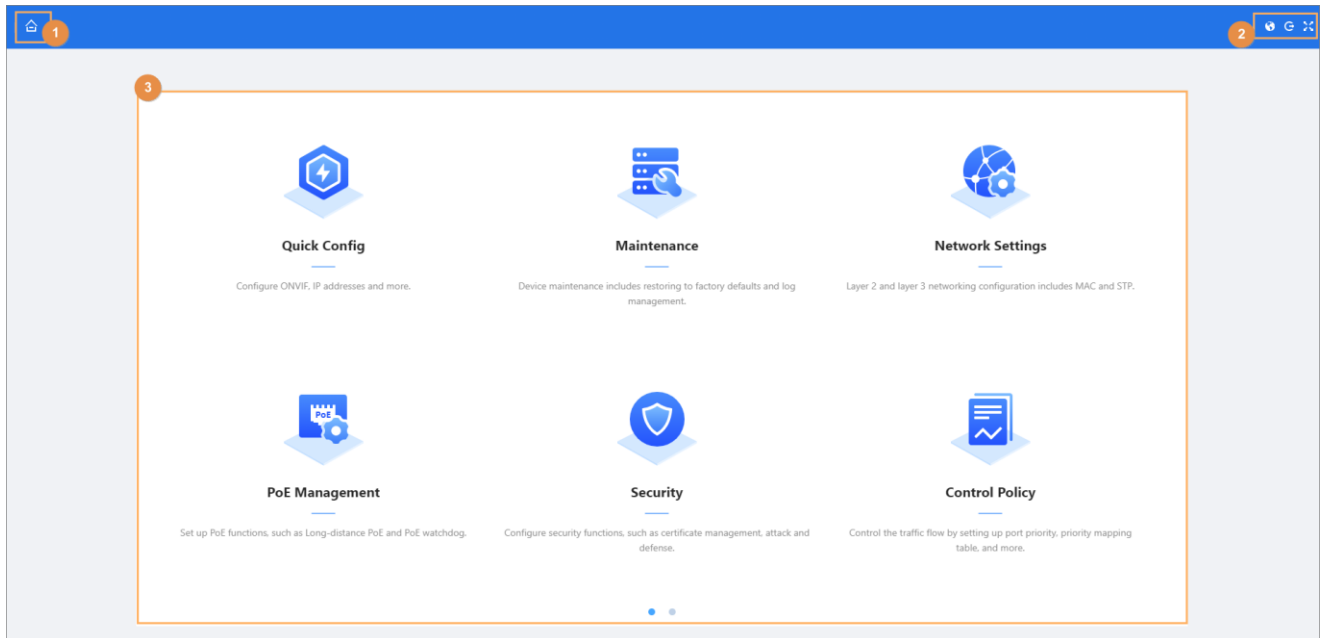 1
2
3
Quick Config
Maintenance
Network Settings
Configure ONVIF, IP addresses and more.
Device maintenance includes restoring to factory defaults and log
management.
Layer 2 and layer 3 networking configuration includes MAC and STP.
PoE
PoE Management
Security
Control Policy
Set up PoE functions, such as Long-distance PoE and PoE watchdog.
Configure security functions, such as certificate management, attack and
defense.
Control the traffic flow by setting up port priority, priority mapping
table, and more.